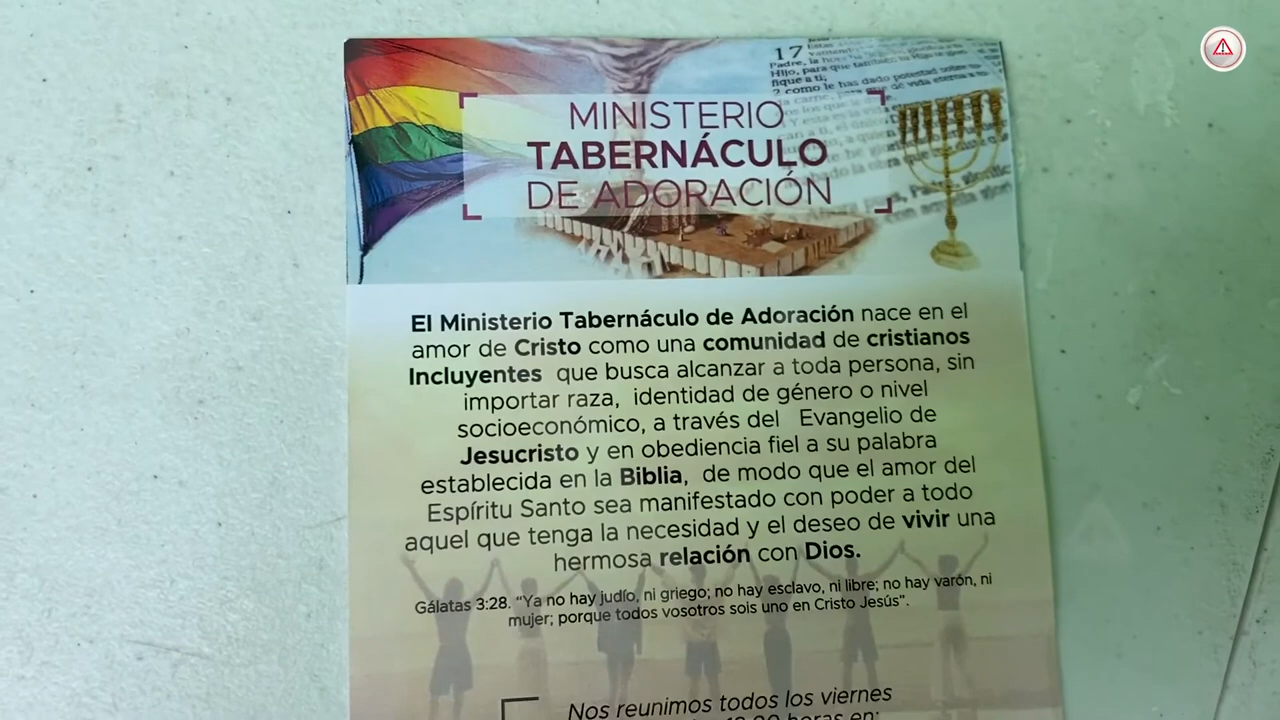 MINISTERIO
TABERNÁCULO
DE ADORACIÓN
17
Padre, la
Hijo, para que también
fique a ti;
2 como le has dado potestad sobre
El Ministerio Tabernáculo de Adoración nace en el
amor de Cristo como una comunidad de cristianos
Incluyentes que busca alcanzar a toda persona, sin
importar raza, identidad de género o nivel
socioeconómico, a través del Evangelio de
Jesucristo y en obediencia fiel a su palabra
establecida en la Biblia, de modo que el amor del
Espíritu Santo sea manifestado con poder a todo
aquel que tenga la necesidad y el deseo de vivir una
hermosa relación con Dios.
Gálatas 3:28. “Ya no hay judío, ni griego; no hay esclavo, ni libre; no hay varón, ni
mujer; porque todos vosotros sois uno en Cristo Jesús”.
Nos reunimos todos los viernes
horas en: